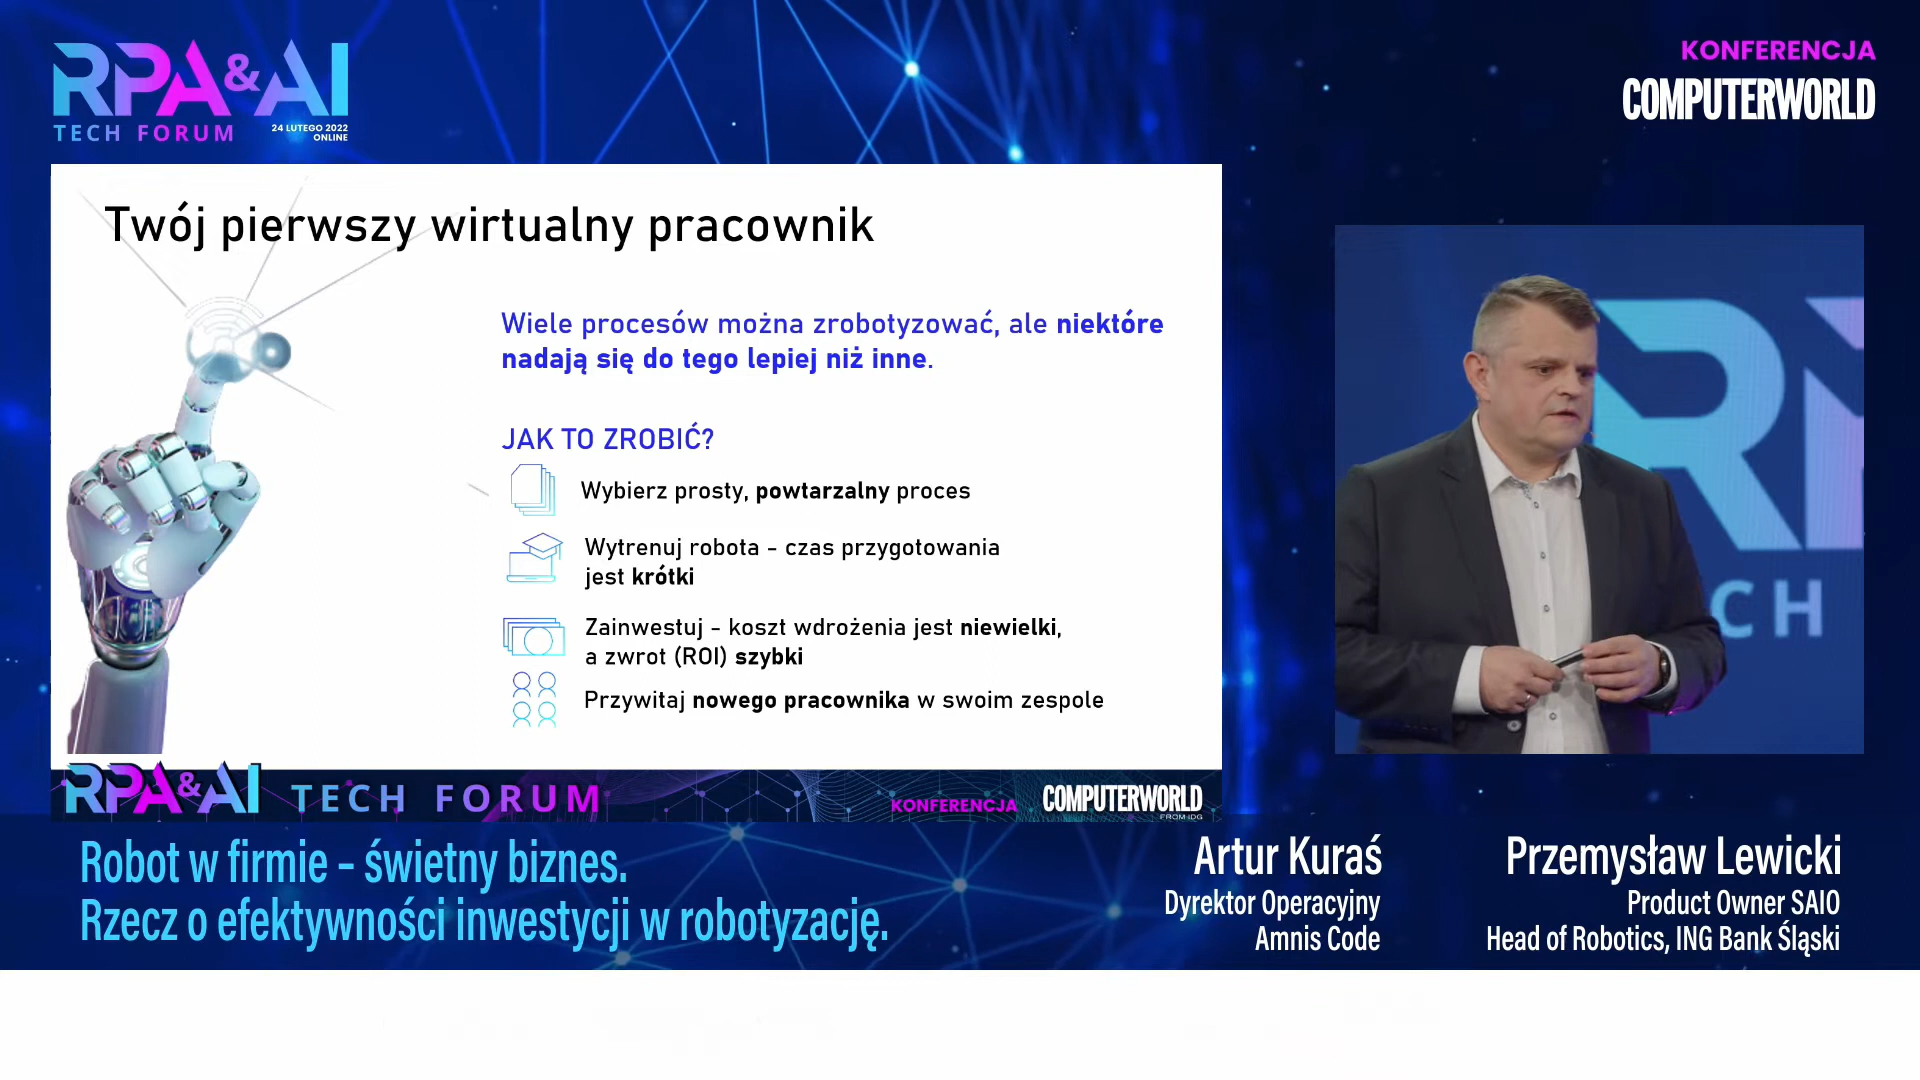 RPA&AI
TECH FORUM
24 LUTEGO 2022
ONLINE
KONFERENCJA
COMPUTERWORLD
Twój pierwszy wirtualny pracownik
Wiele procesów można zrobotyzować, ale niektóre
nadają się do tego lepiej niż inne.
JAK TO ZROBIĆ?
Wybierz prosty, powtarzalny proces
Wytrenuj robota - czas przygotowania
jest krótki
Zainwestuj - koszt wdrożenia jest niewielki,
a zwrot (ROI) szybki
Przywitaj nowego pracownika w swoim zespole
RPA&AI TECH FORUM
KONFERENCJA COMPUTERWORLD
FROM IDG
R
CH
Robot w firmie – świetny biznes.
Rzecz o efektywności inwestycji w robotyzację.
Artur Kuraś
Dyrektor Operacyjny
Amnis Code
Przemysław Lewicki
Product Owner SAIO
Head of Robotics, ING Bank Śląski